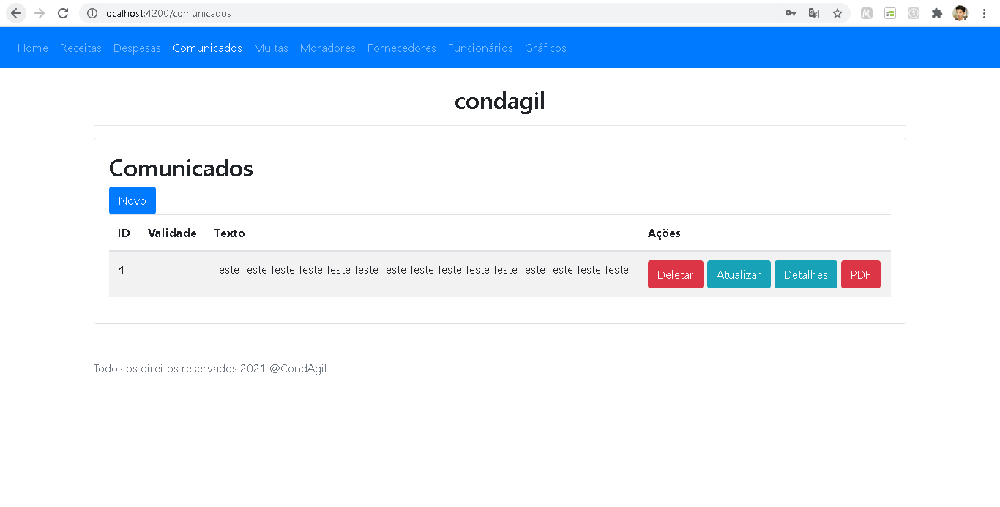 localhost:4200/comunicados
Home Receitas Despesas Comunicados Multas Moradores Fornecedores Funcionários Gráficos
condagil
Comunicados
Novo
ID Validade Texto Ações
4 Teste Teste Teste Teste Teste Teste Teste Teste Teste Teste Teste Teste Teste Teste Teste Deletar Atualizar Detalhes PDF
Todos os direitos reservados 2021 @CondAgil